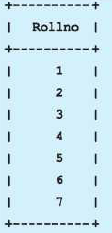 +-----------+
| Rollno |
+-----------+
| 1 |
| 2 |
| 3 |
| 4 |
| 5 |
| 6 |
| 7 |
+-----------+